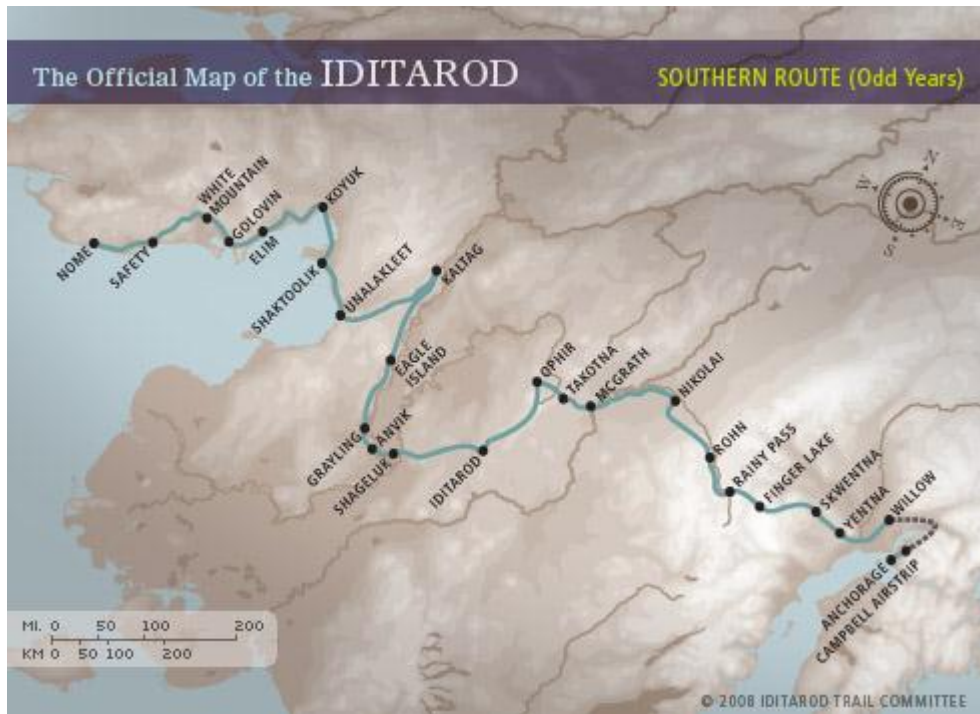 The Official Map of the IDITAROD
SOUTHERN ROUTE (Odd Years)
N
W
E
S
WHITE
MOUNTAIN
KOYUK
GOLOVIN
ELIM
NOME
SAFETY
SHAKTOOLIK
UNALAKLEET
KALTAG
EAGLE
ISLAND
GRAYLING
ANVIK
SHAGELUK
IDITAROD
OPHIR
TAKOTNA
MCGRATH
NIKOLAI
ROHN
RAINY PASS
FINGER LAKE
SKWENTNA
YENTNA
WILLOW
ANCHORAGE
CAMPBELL AIRSTRIP
MI. 0 50 100 200
KM 0 50 100 200
© 2008 IDITAROD TRAIL COMMITTEE